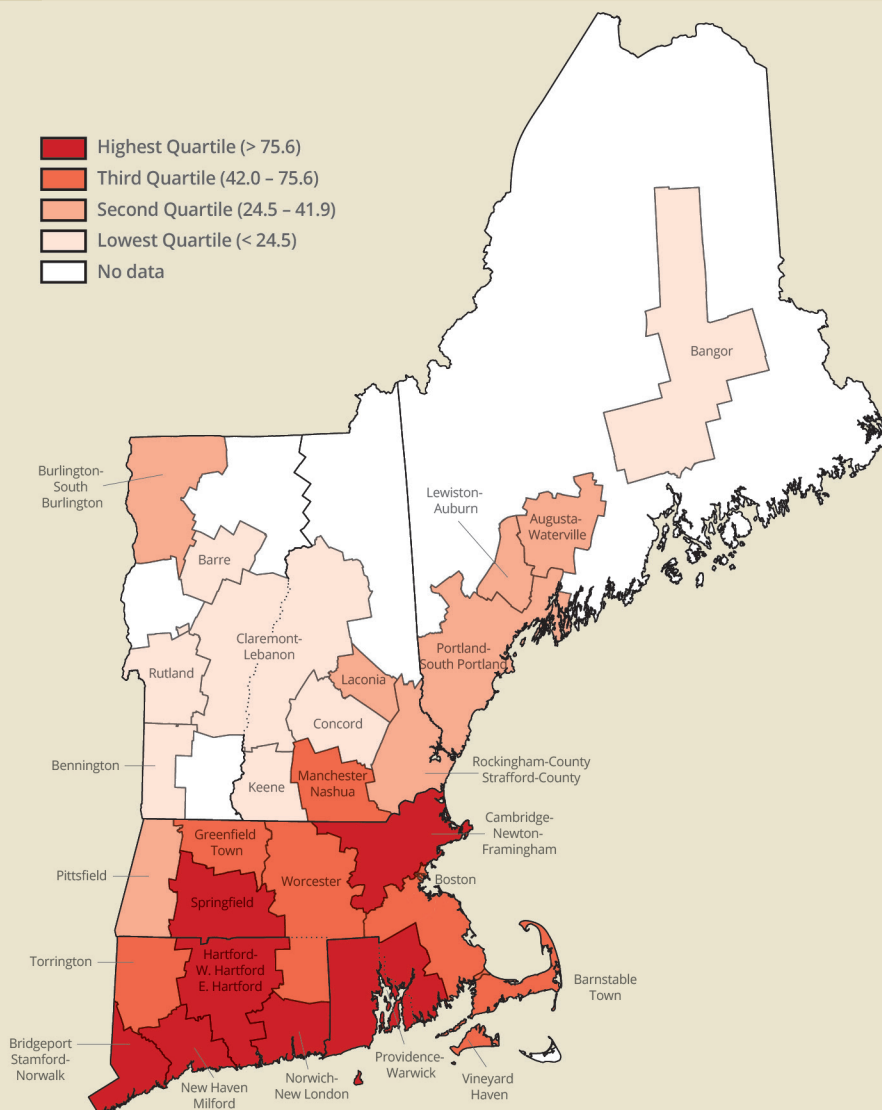 Highest Quartile (> 75.6)
Third Quartile (42.0 – 75.6)
Second Quartile (24.5 – 41.9)
Lowest Quartile (< 24.5)
No data
Bangor
Burlington-
South
Burlington
Lewiston-
Auburn
Augusta-
Waterville
Barre
Claremont-
Lebanon
Portland-
South Portland
Rutland
Laconia
Concord
Bennington
Keene
Manchester
Nashua
Rockingham-County
Strafford-County
Cambridge-
Newton-
Framingham
Greenfield
Town
Pittsfield
Worcester
Boston
Springfield
Torrington
Hartford-
W. Hartford
E. Hartford
Barnstable
Town
Bridgeport
Stamford-
Norwalk
New Haven
Milford
Norwich-
New London
Providence-
Warwick
Vineyard
Haven